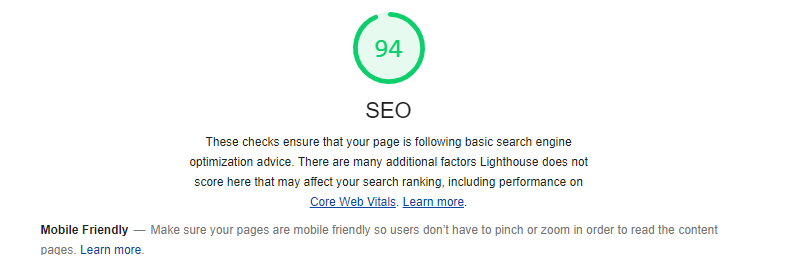 94
SEO
These checks ensure that your page is following basic search engine
optimization advice. There are many additional factors Lighthouse does not
score here that may affect your search ranking, including performance on
Core Web Vitals. Learn more.
Mobile Friendly — Make sure your pages are mobile friendly so users don’t have to pinch or zoom in order to read the content
pages. Learn more.